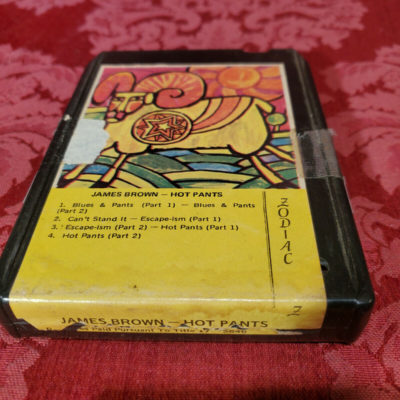 JAMES BROWN — HOT PANTS
1. Blues & Pants (Part 1) — Blues & Pants
(Part 2)
2. Can't Stand It — Escape-ism (Part 1)
3. Escape-ism (Part 2) — Hot Pants (Part 1)
4. Hot Pants (Part 2)
ZODIAC
Z
JAMES BROWN — HOT PANTS
Paid Pursuant To Title 17